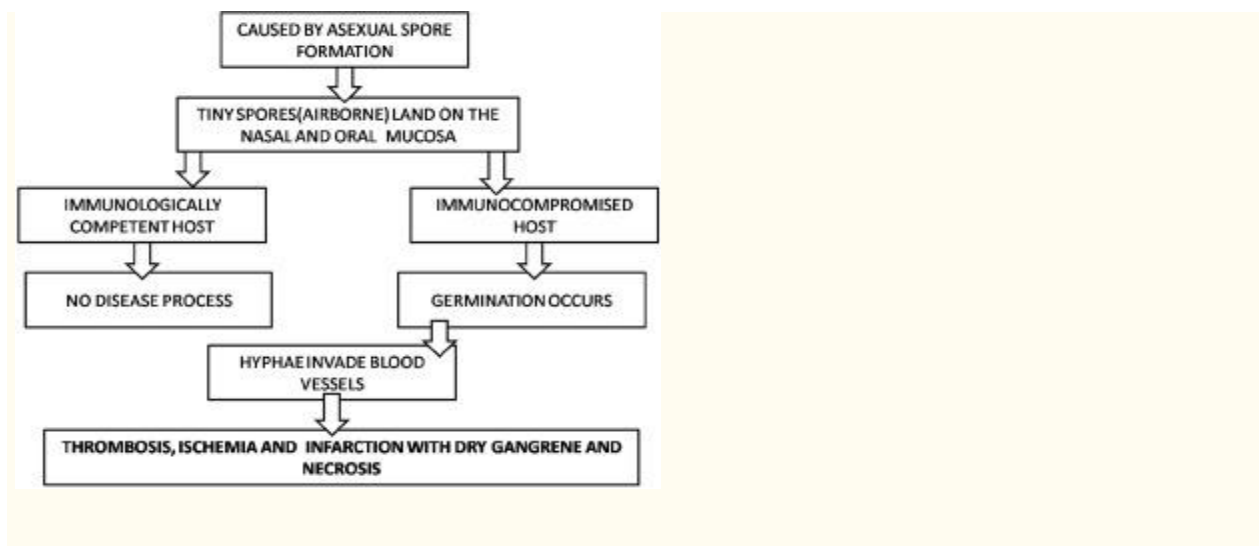 CAUSED BY ASEXUAL SPORE
FORMATION
TINY SPORES(AIRBORNE) LAND ON THE
NASAL AND ORAL MUCOSA
IMMUNOLOGICALLY
COMPETENT HOST
IMMUNOCOMPROMISED
HOST
NO DISEASE PROCESS
GERMINATION OCCURS
HYPHAE INVADE BLOOD
VESSELS
THROMBOSIS, ISCHEMIA AND INFARCTION WITH DRY GANGRENE AND
NECROSIS